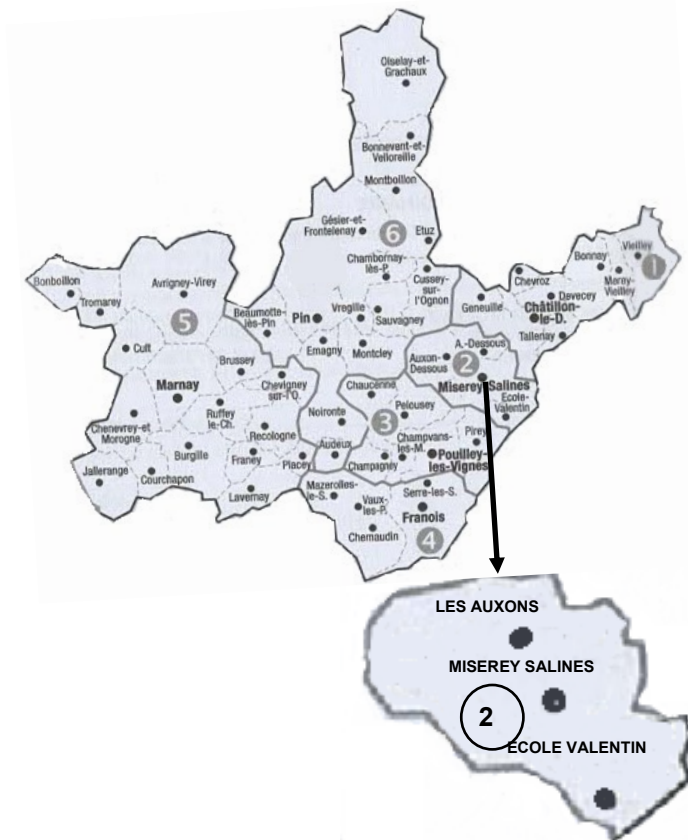 Oiselay-et-
Grachaux
Bonnevent-et-
Velloreille
Montboillon
Gésier-et-
Frontelenay
6
Etuz
Chambornay-
lès-P.
Cussey-
sur-
l'Ognon
Vieilley
1
Bonnay
Merey-
Vieilley
Chevroz
Devecey
Geneuille
Châtillon-
le-D.
Tallenay
Bonboillon
Tromarey
Avrigney-Virey
5
Beaumotte-
lès-Pin
Pin
Vregille
Sauvagney
Emagny
Montcley
Cult
Brussey
Marnay
Chevigney
sur-l'O.
A.-Dessous
Auxon-
Dessous
2
Miserey-Salines
Ecole-
Valentin
Chaucenne
Pelousey
3
Noironte
Chenevrey-et
Morogne
Ruffey
le-Ch.
Recologne
Audeux
Champvans-
les-M.
Pirey
Pouilley-
les-Vignes
Champagney
Burgille
Franey
Placey
Jallerange
Courchapon
Lavernay
Mazerolles-
le-S.
Vaux-
les-P.
Serre-les-S.
Franois
Chemaudin
4
LES AUXONS
MISEREY SALINES
2
ECOLE VALENTIN